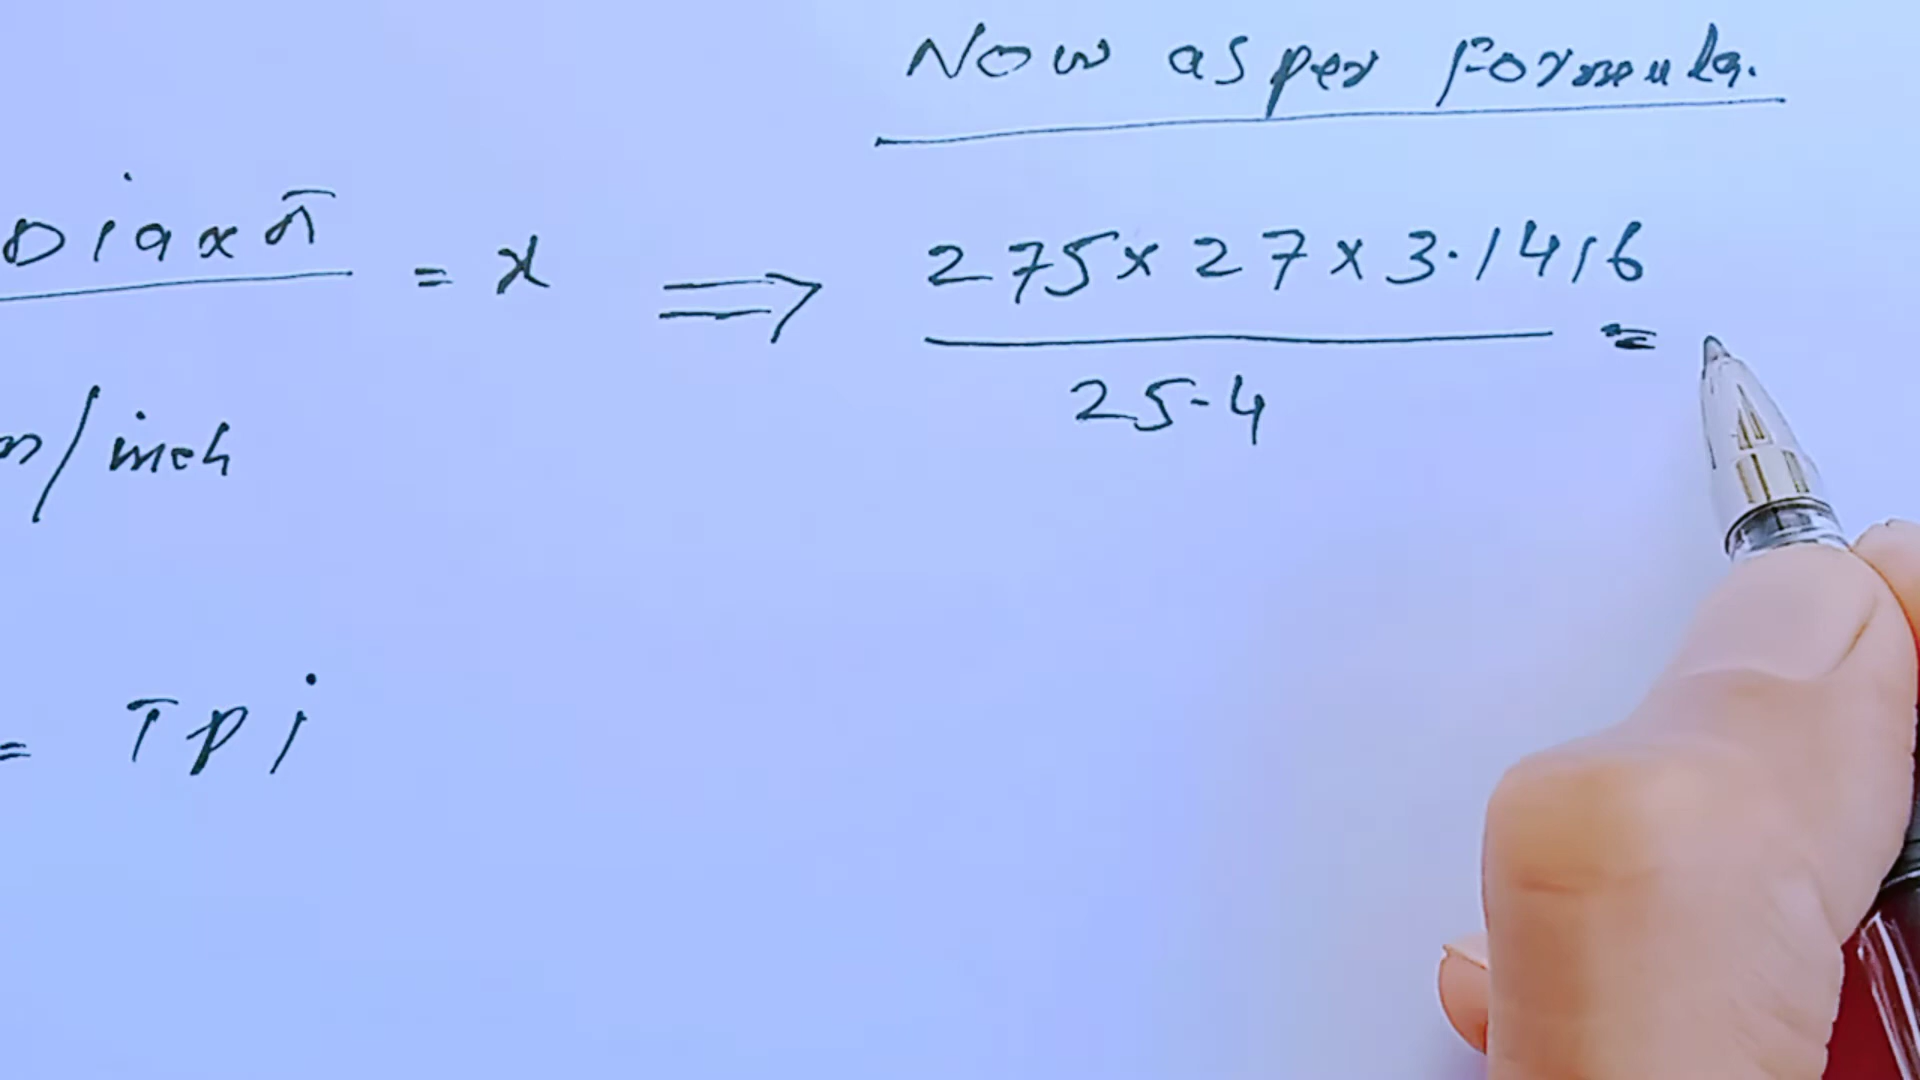 Now as per Formula.
Dia x π = x ⇒ 275 x 27 x 3.1416 =
25.4
/inch
= TPi